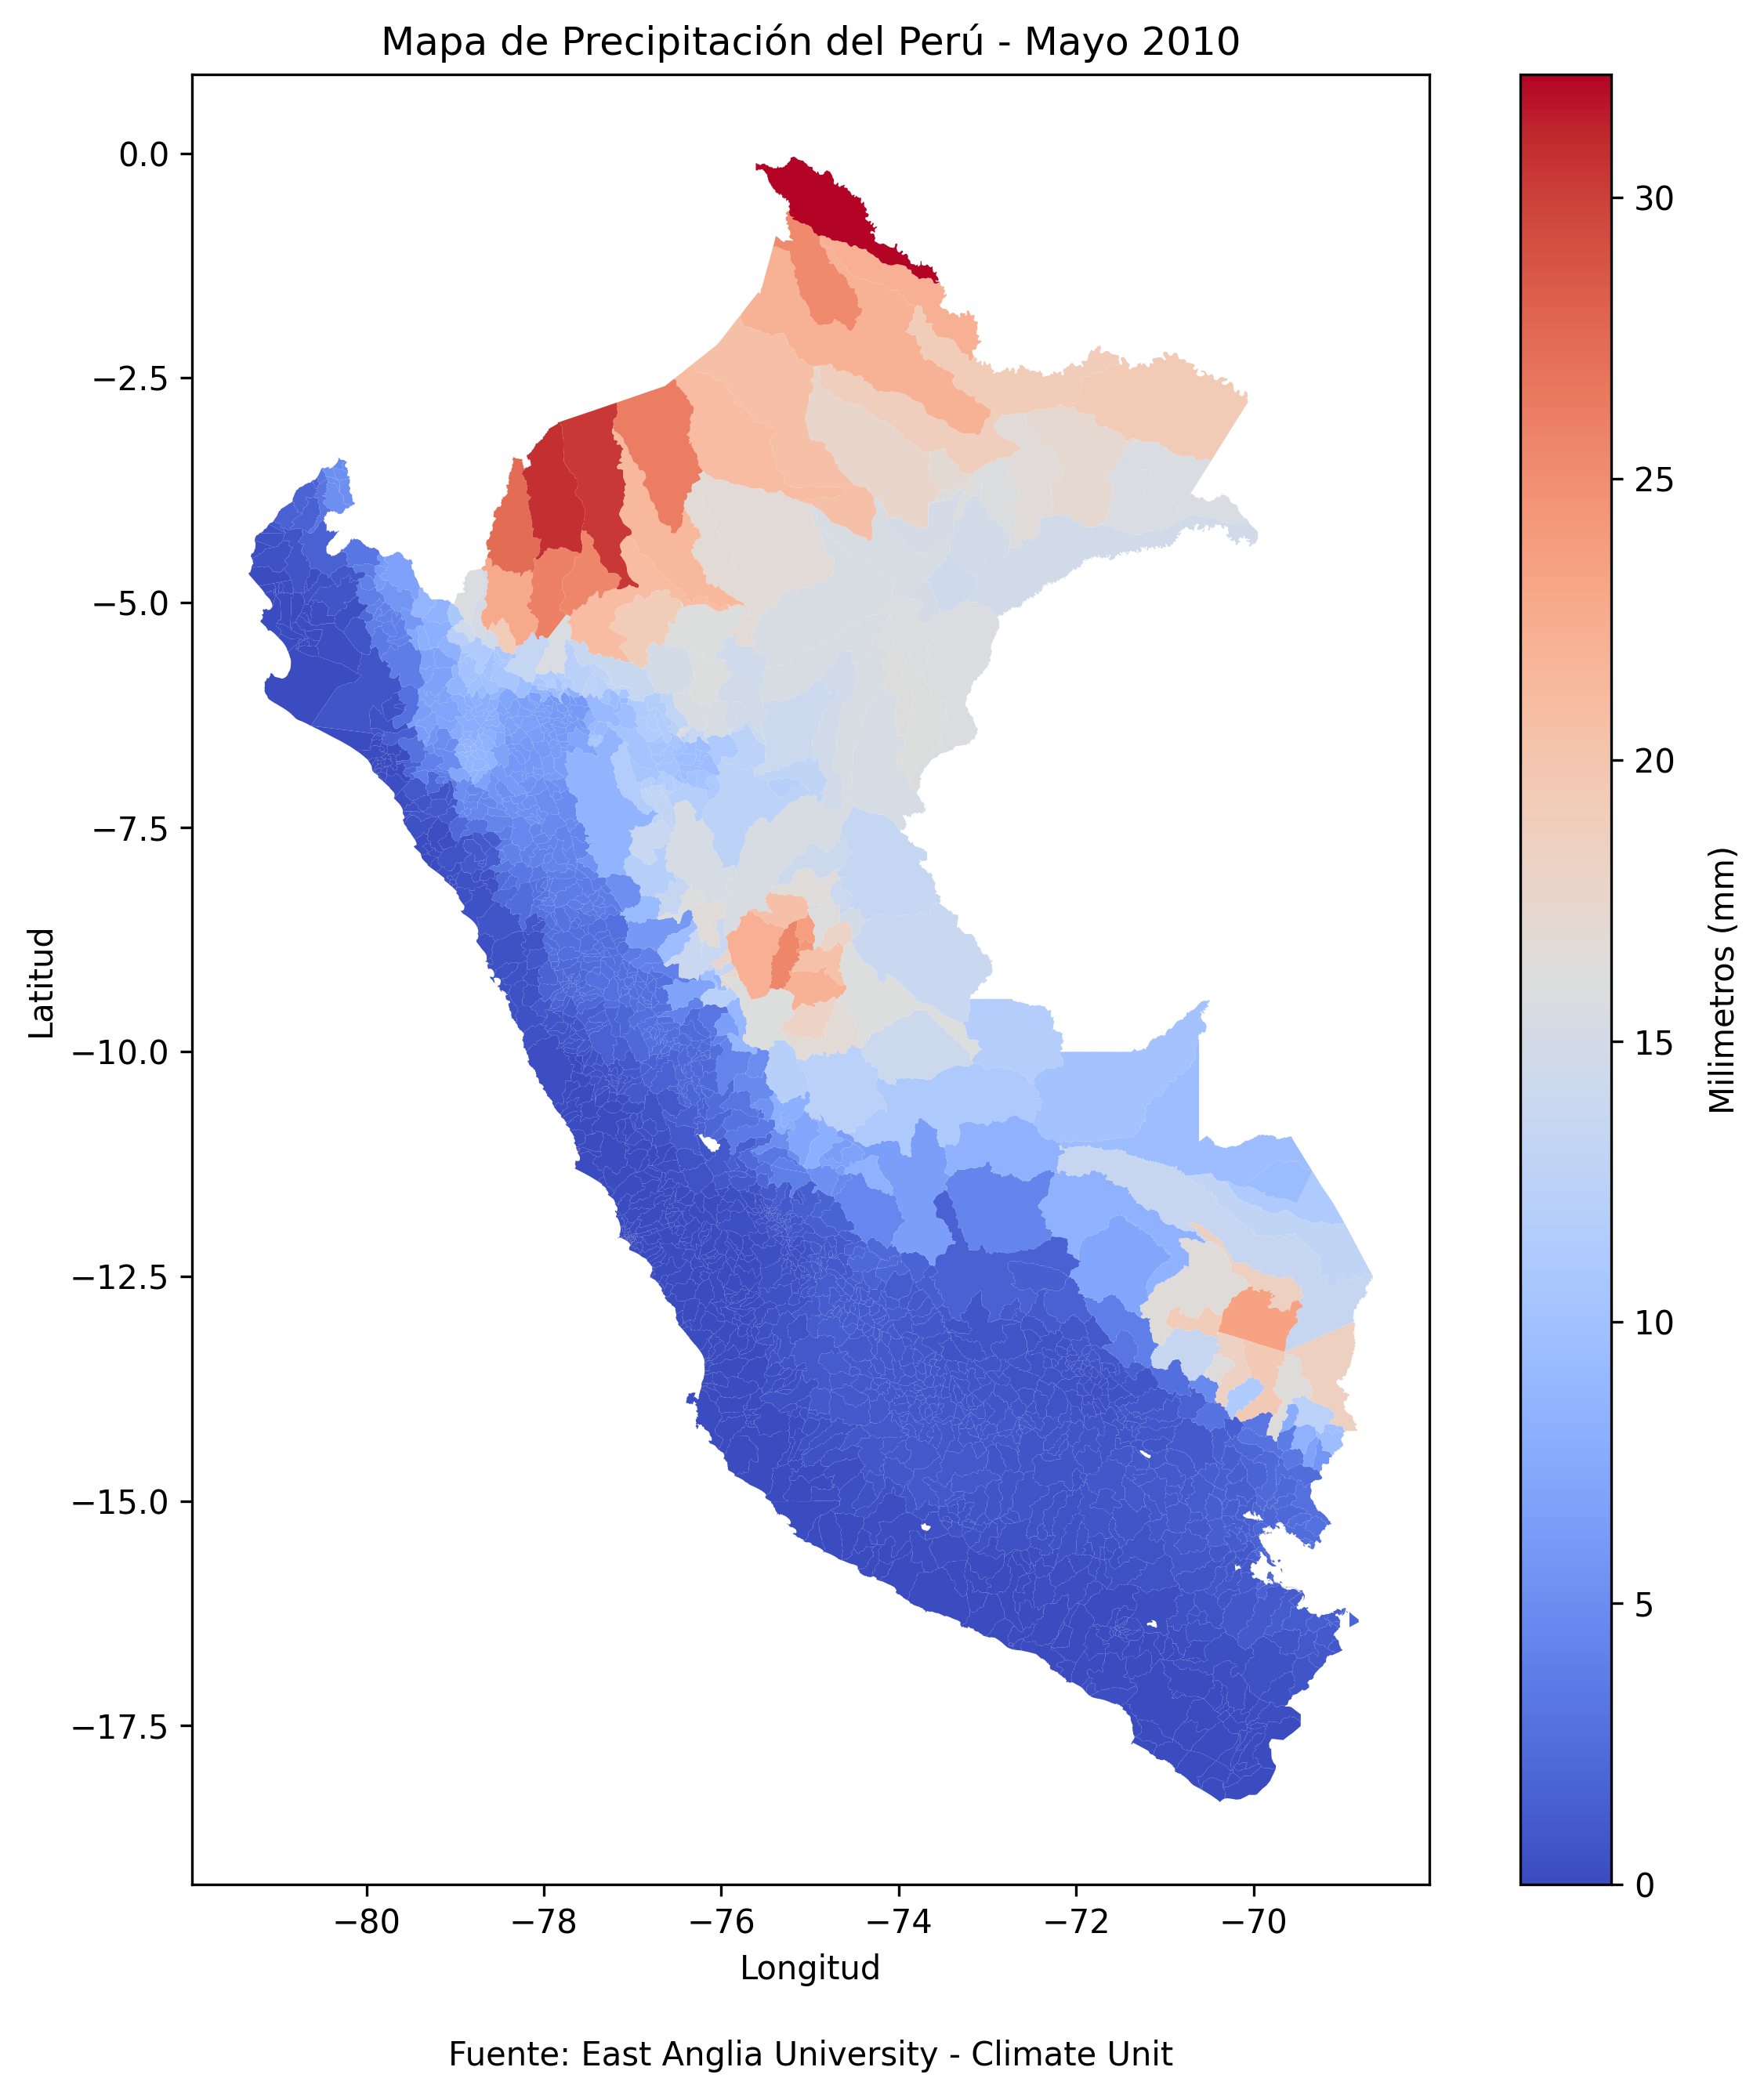 Mapa de Precipitación del Perú - Mayo 2010
0.0
−2.5
−5.0
−7.5
−10.0
−12.5
−15.0
−17.5
Latitud
−80 −78 −76 −74 −72 −70
Longitud
30
25
20
15
10
5
0
Milimetros (mm)
Fuente: East Anglia University - Climate Unit